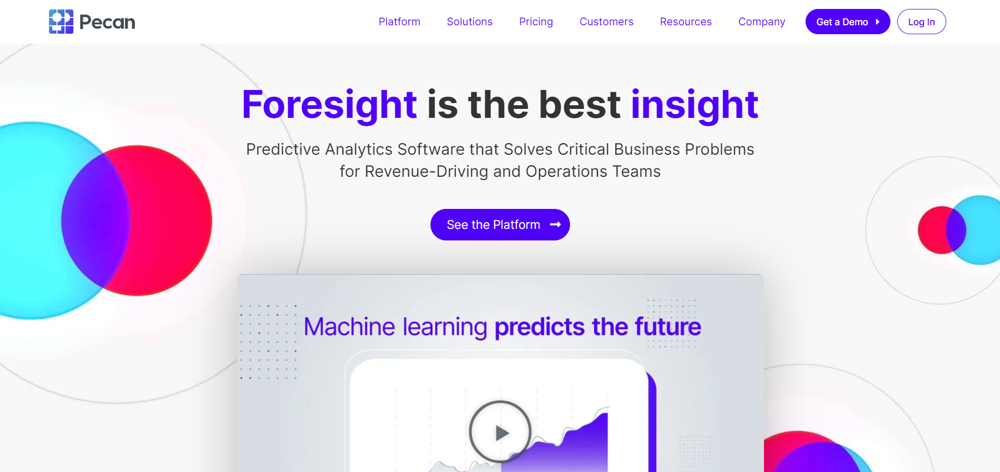 Pecan
Platform
Solutions
Pricing
Customers
Resources
Company
Get a Demo
Log In
Foresight is the best insight
Predictive Analytics Software that Solves Critical Business Problems
for Revenue-Driving and Operations Teams
See the Platform
Machine learning predicts the future